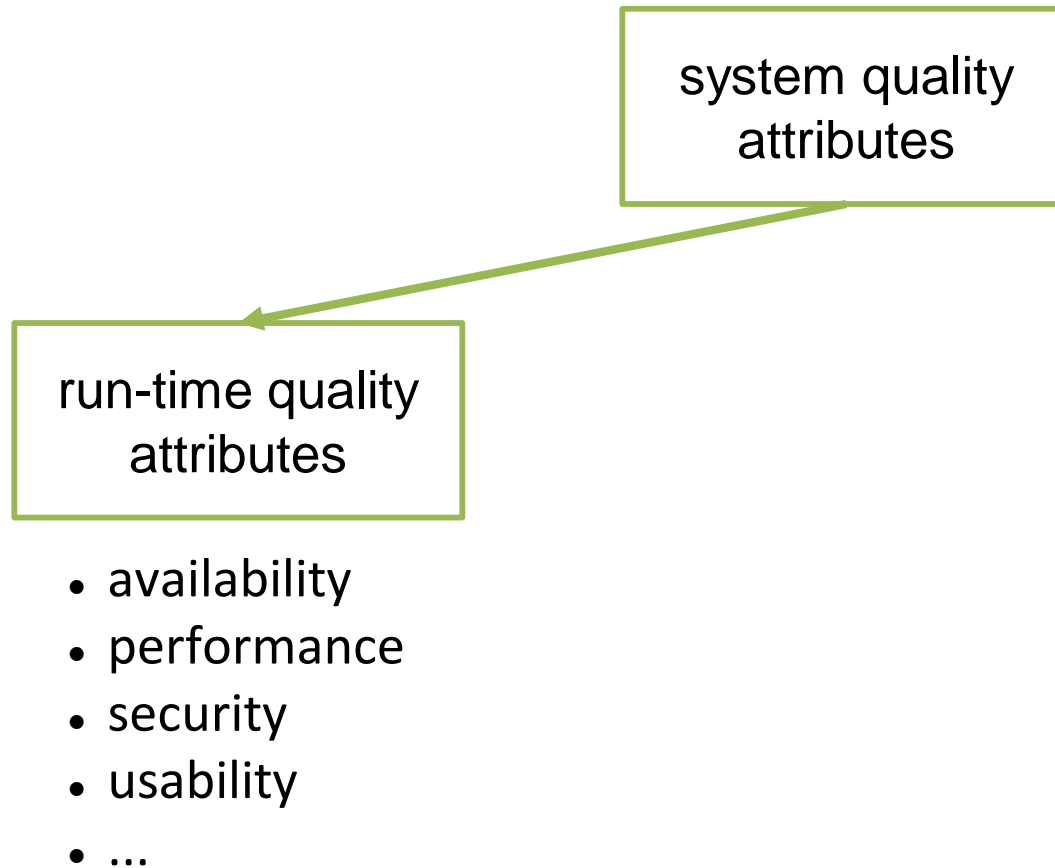 system quality
attributes
run-time quality
attributes
• availability
• performance
• security
• usability
• ...